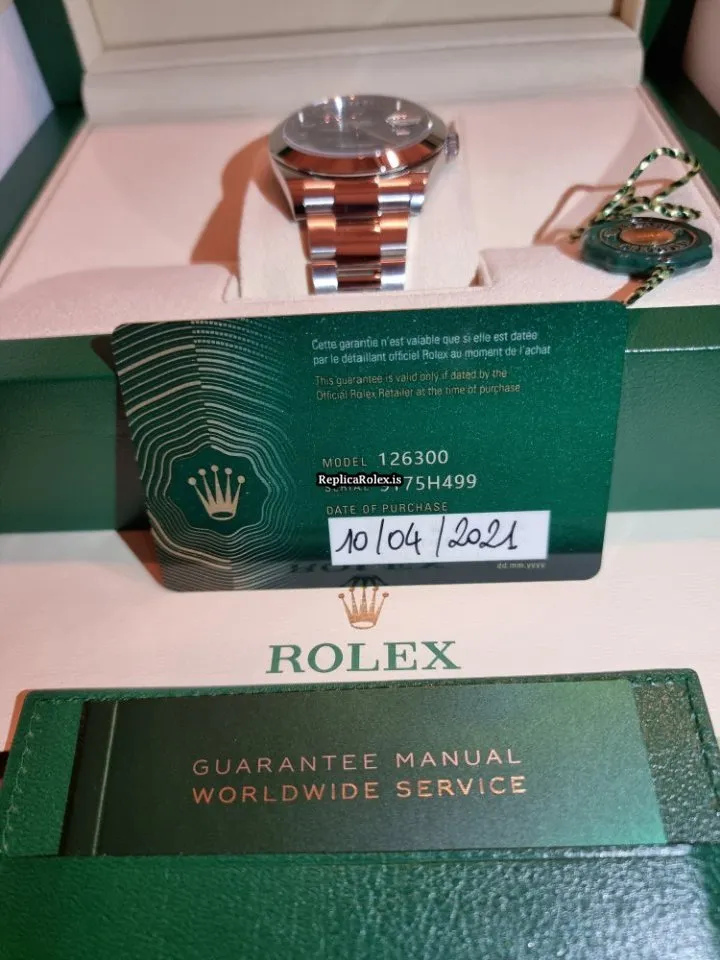 Cette garantie n'est valable que si elle est datée
par le détaillant officiel Rolex au moment de l'achat
This guarantee is valid only if dated by the
Official Rolex Retailer at the time of purchase
MODEL 126300
ReplicaRolex.is
SERIAL 9T75H499
DATE OF PURCHASE
10/04/2021
dd.mm.yyyy
ROLEX
GUARANTEE MANUAL
WORLDWIDE SERVICE